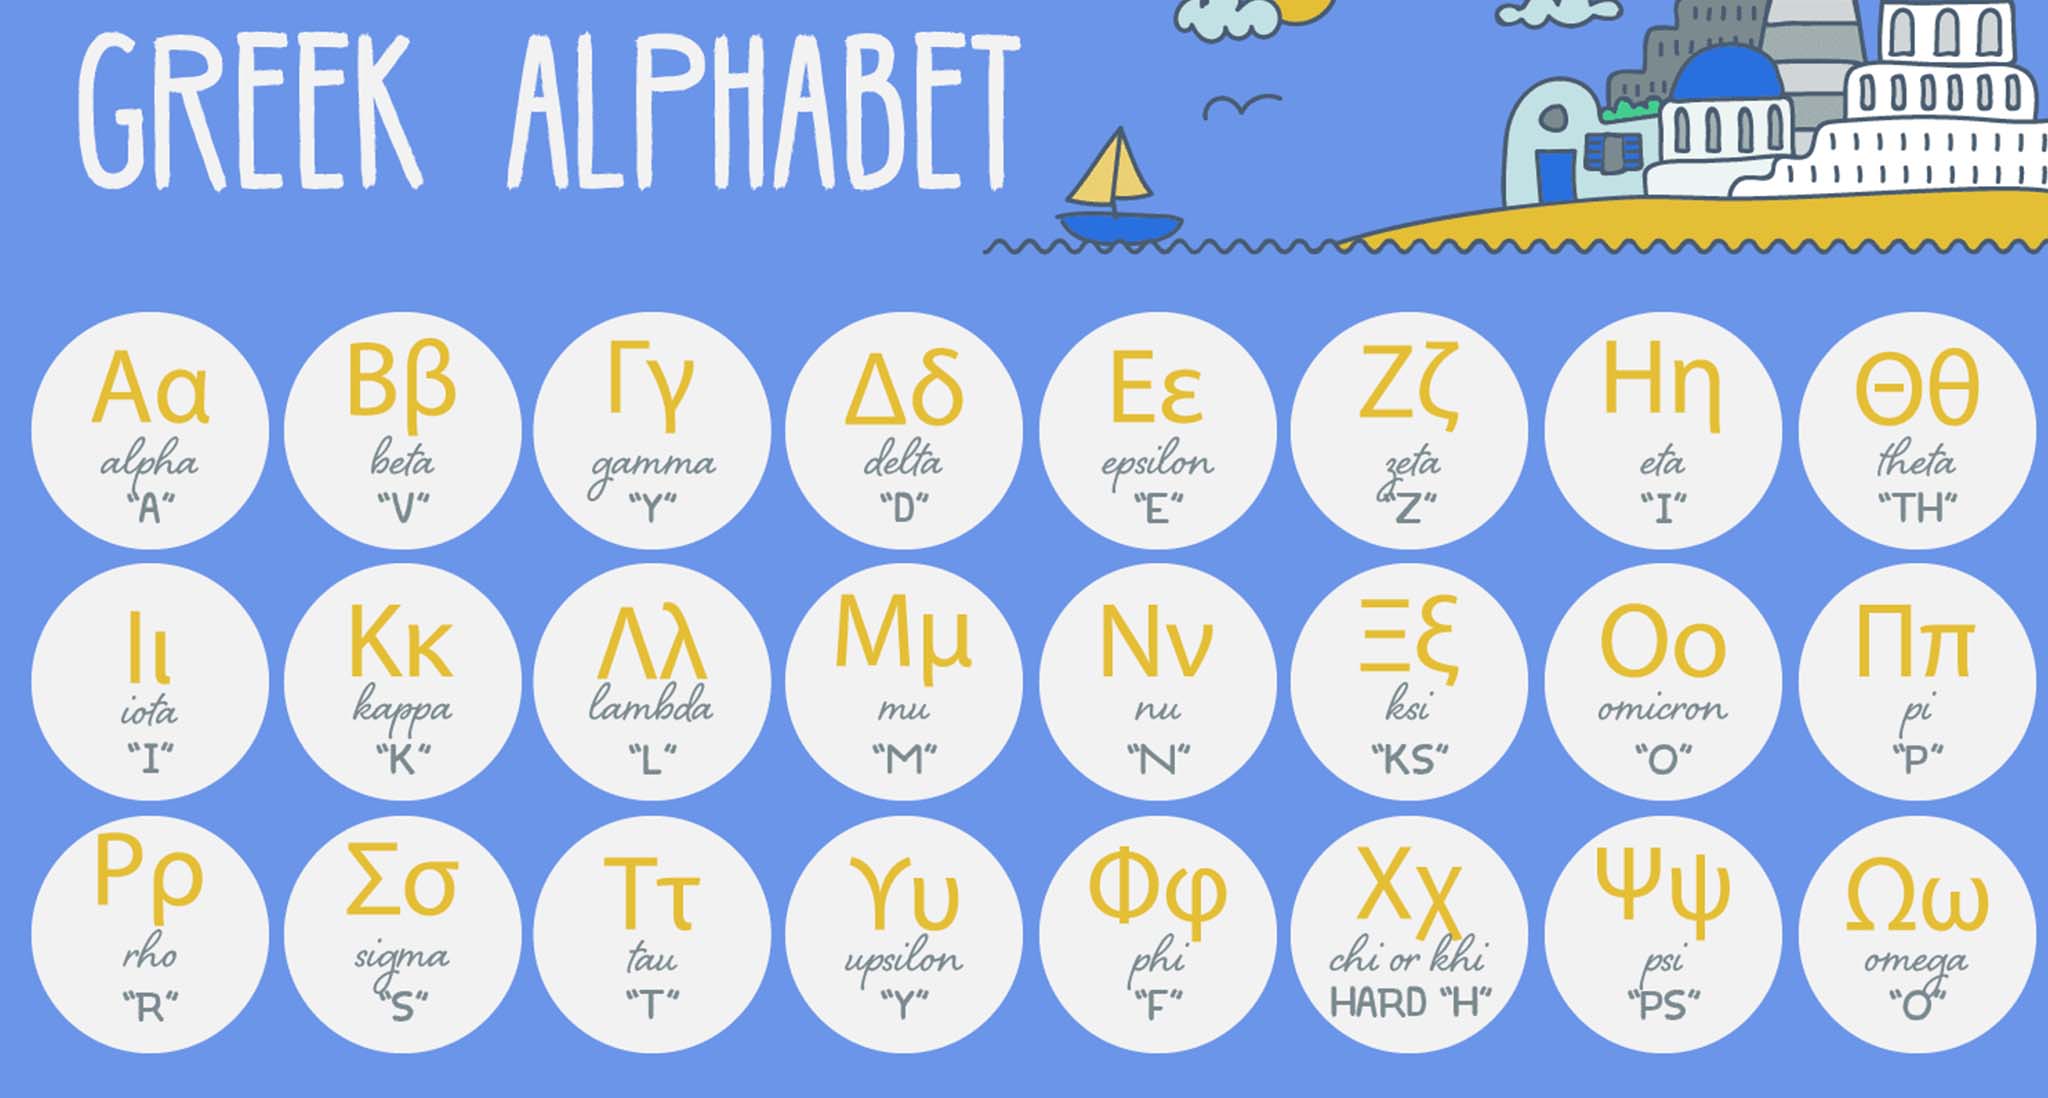 GREEK ALPHABET
Αα Ββ Γγ Δδ Εε Ζζ Ηη Θθ
alpha beta gamma delta epsilon zeta eta theta
"A" "V" "Y" "D" "E" "Z" "I" "TH"
Ιι Κκ Λλ Μμ Νν Ξξ Οο Ππ
iota kappa lambda mu nu ksi omicron pi
"I" "K" "L" "M" "N" "KS" "O" "P"
Ρρ Σσ Ττ ϒυ Φφ Χχ Ψψ Ωω
rho sigma tau upsilon phi chi or khi psi omega
"R" "S" "T" "Y" "F" HARD "H" "PS" "O"